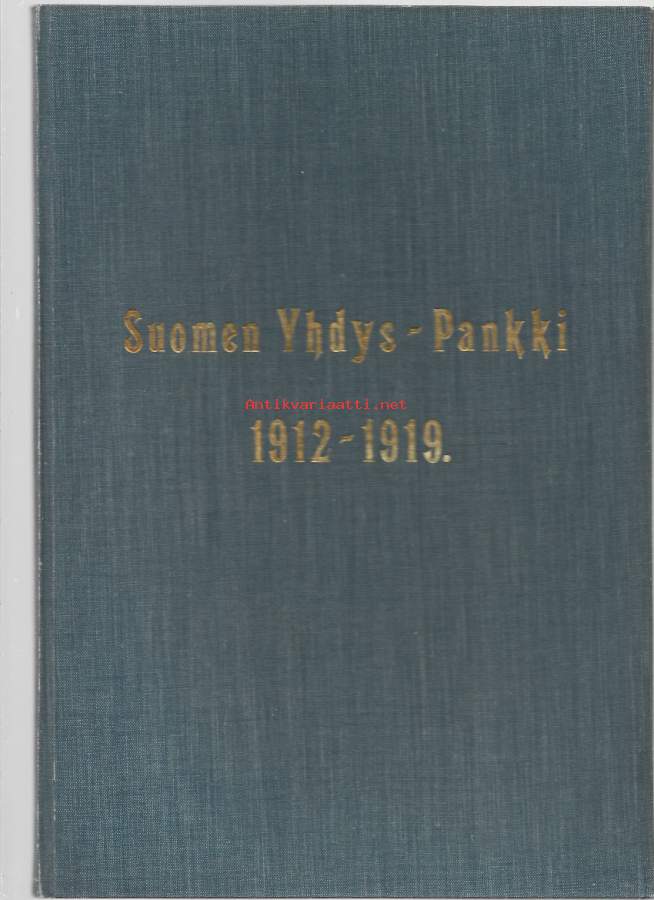 Suomen Yhdys-Pankki
Antikvariaatti.net
1912-1919.